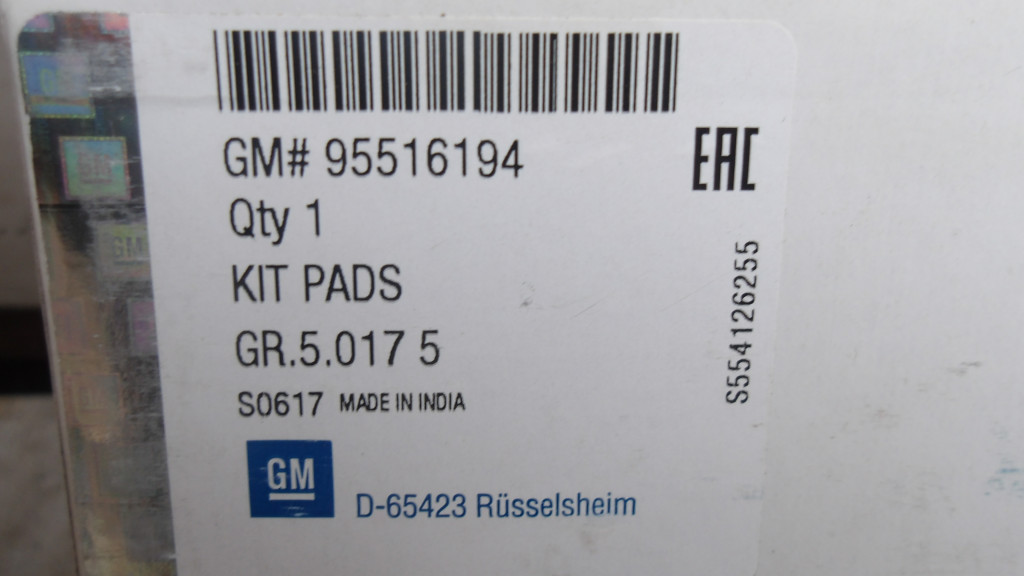 GM# 95516194
EAC
Qty 1
KIT PADS
GR.5.017 5
S0617 MADE IN INDIA
S554126255
GM
D-65423 Rüsselsheim
GM